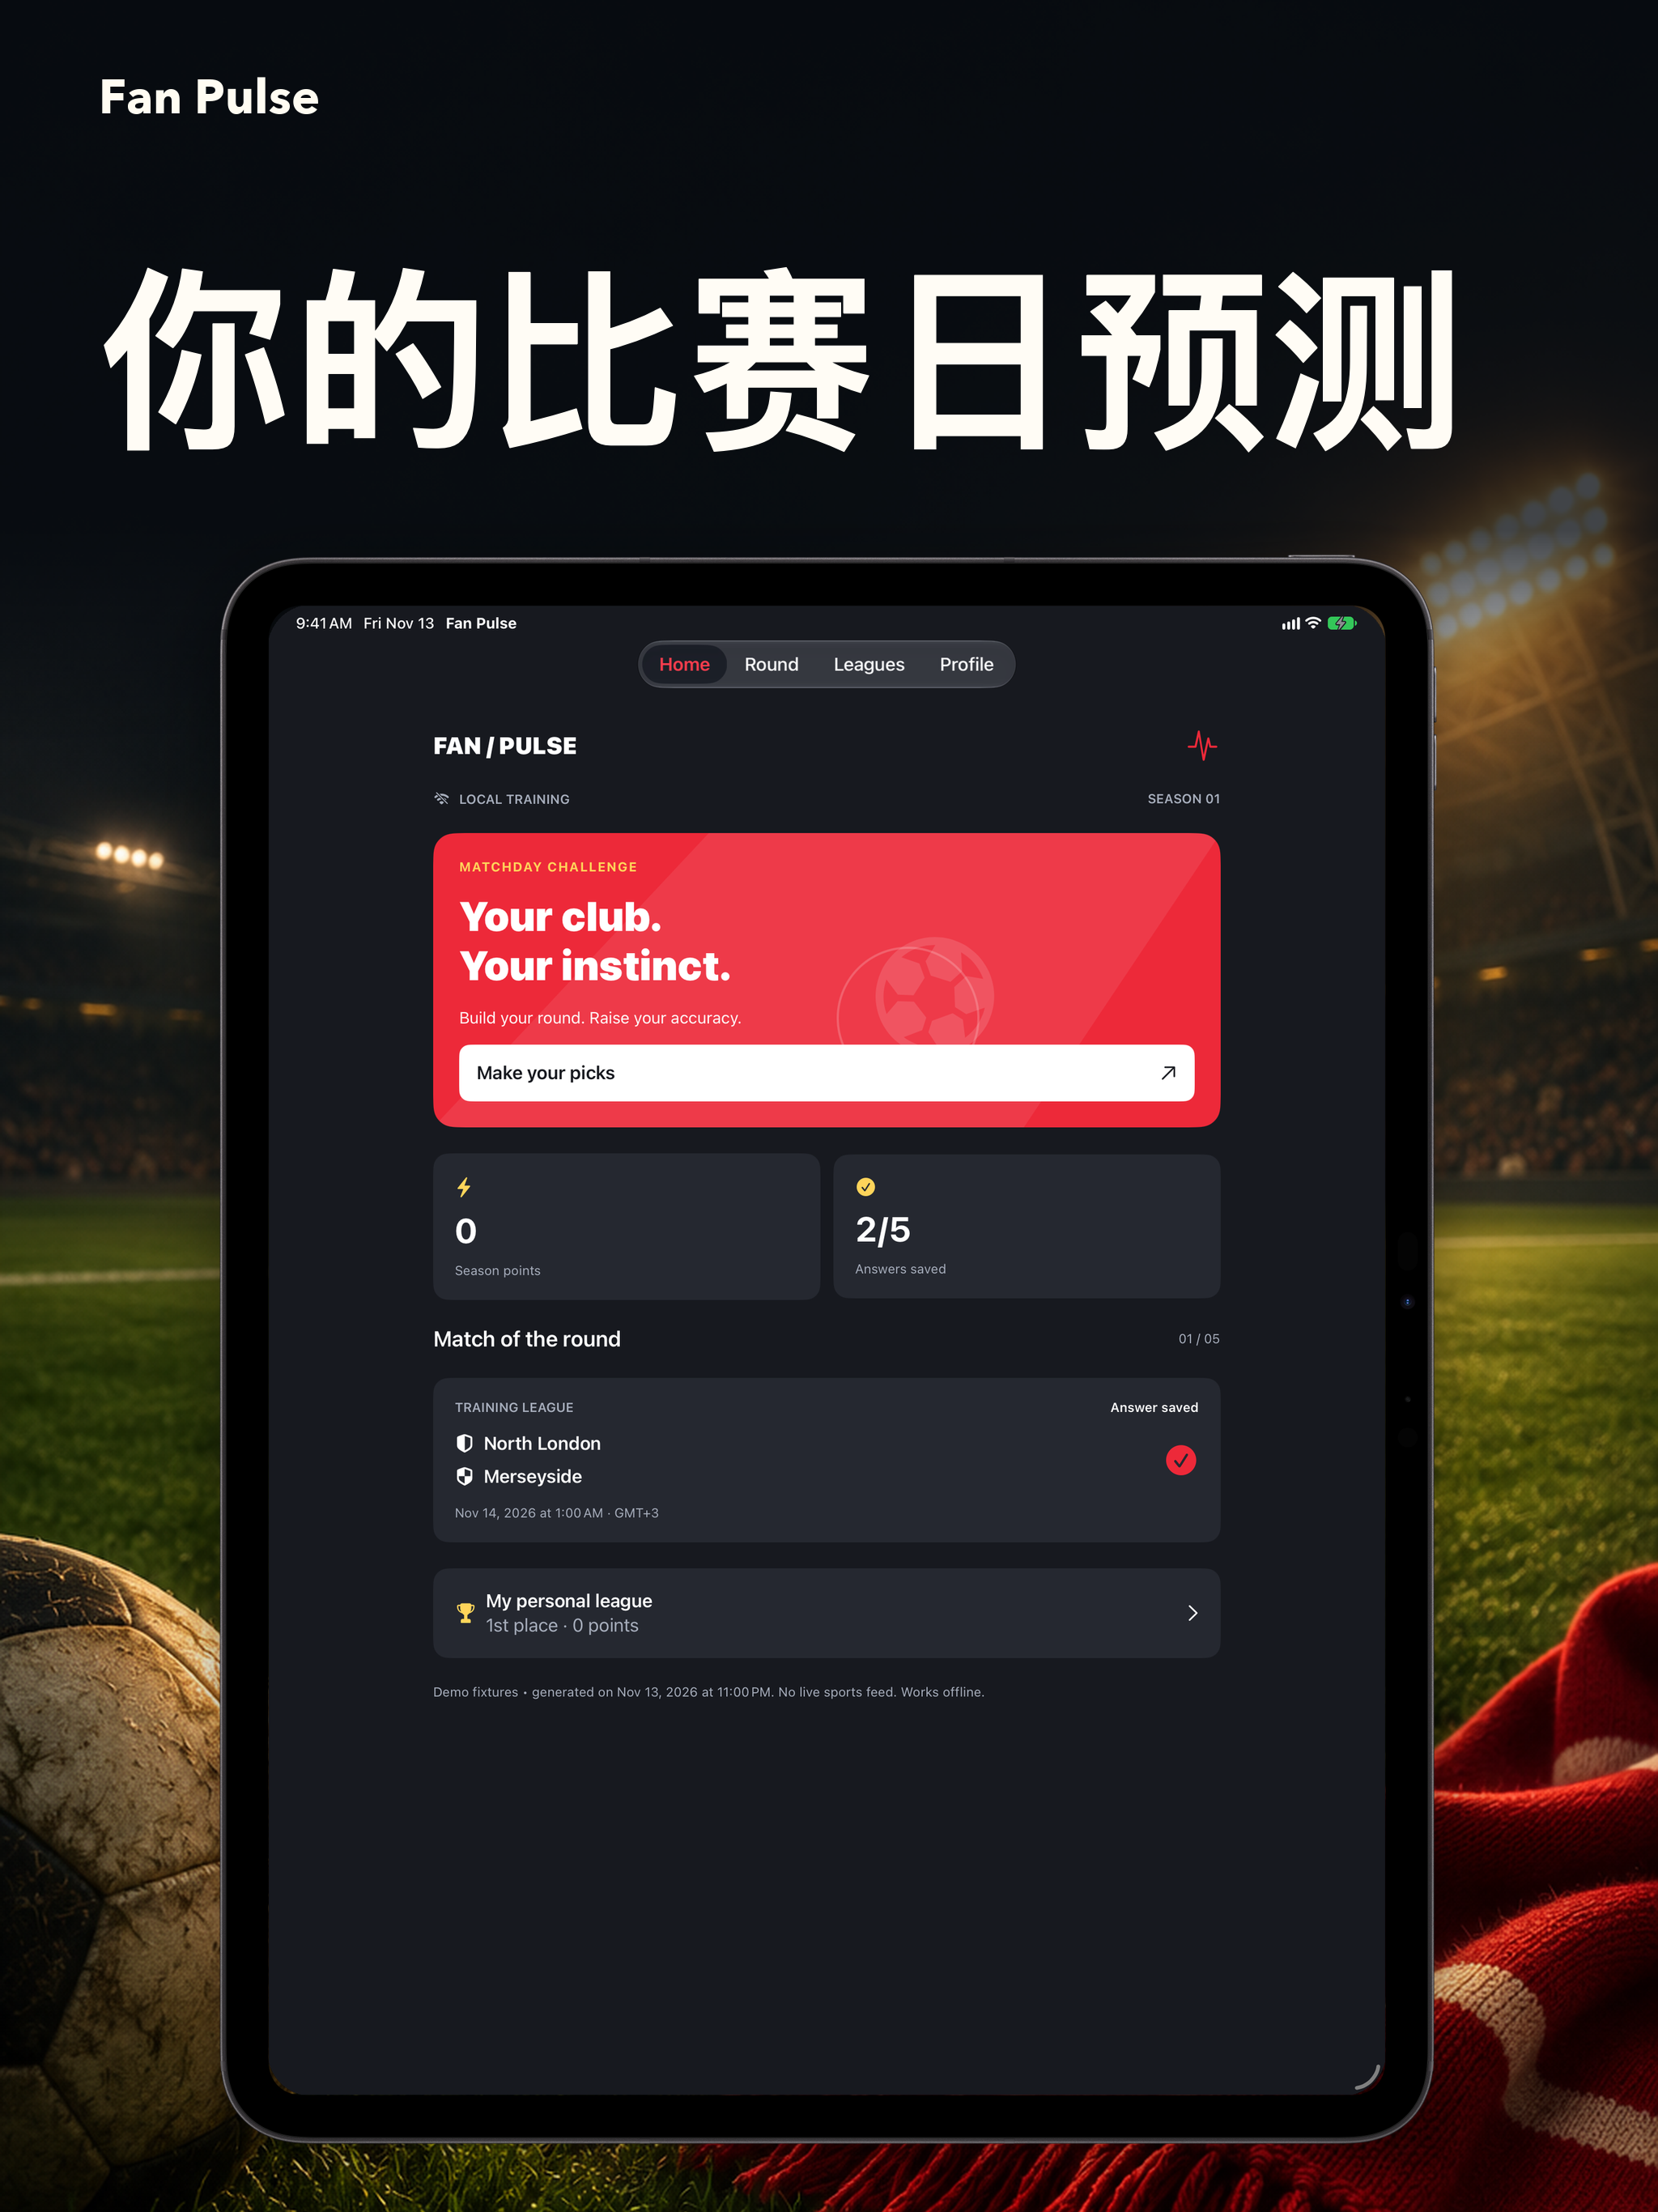 Fan Pulse
你的比赛日预测
9:41 AM Fri Nov 13 Fan Pulse
Home Round Leagues Profile
FAN / PULSE
LOCAL TRAINING SEASON 01
MATCHDAY CHALLENGE
Your club.
Your instinct.
Build your round. Raise your accuracy.
Make your picks
0 2/5
Season points Answers saved
Match of the round 01 / 05
TRAINING LEAGUE Answer saved
North London
Merseyside
Nov 14, 2026 at 1:00 AM · GMT+3
My personal league
1st place · 0 points
Demo fixtures • generated on Nov 13, 2026 at 11:00 PM. No live sports feed. Works offline.